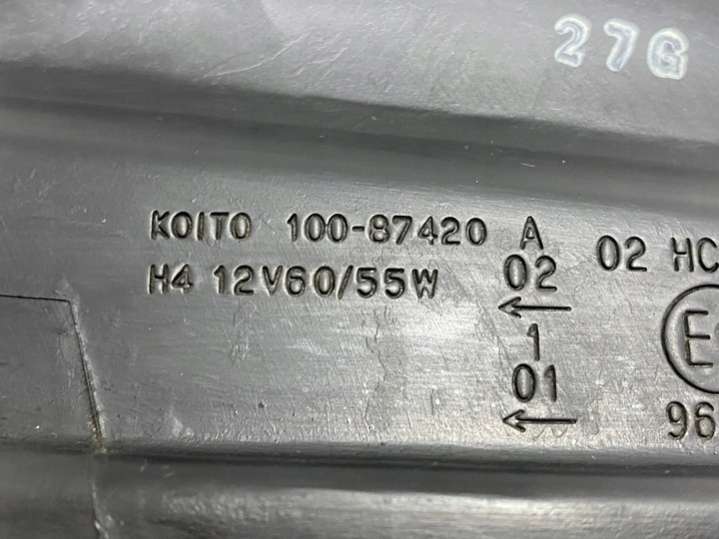 27G
KOITO 100-87420
H4 12V60/55W
A
02
←
1
01
←
02 HC
E
96